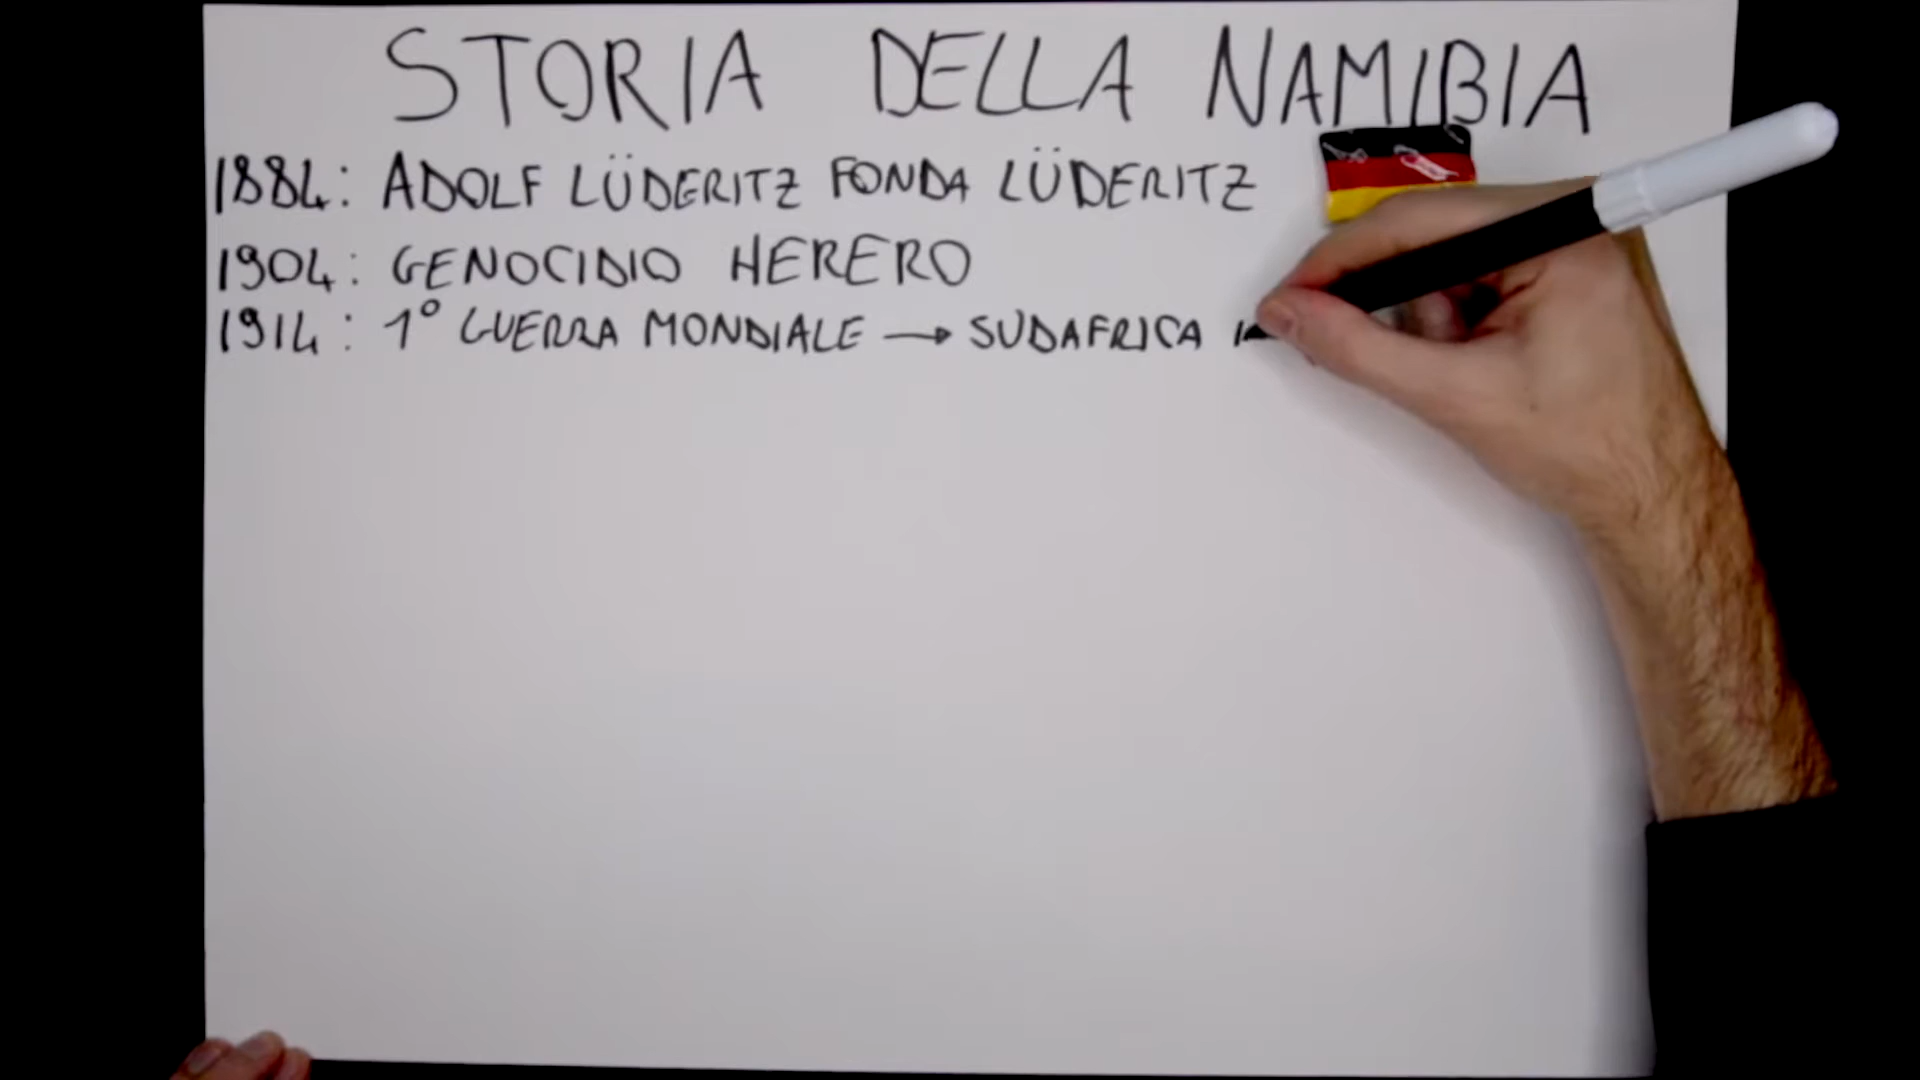 STORIA DELLA NAMIBIA
1884: ADOLF LÜDERITZ FONDA LÜDERITZ
1904: GENOCIDIO HERERO
1914: 1° GUERRA MONDIALE → SUDAFRICA